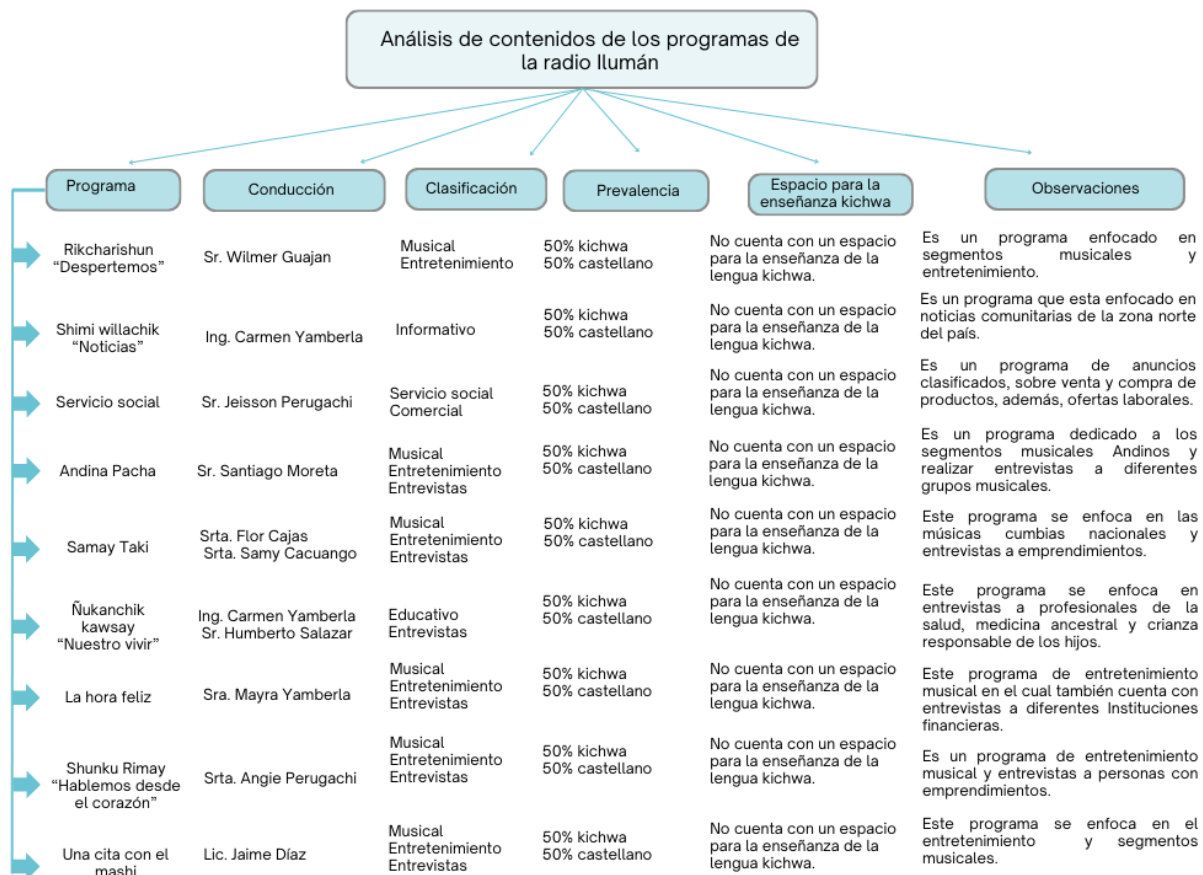 Análisis de contenidos de los programas de
la radio Ilumán
Programa
Conducción
Clasificación
Prevalencia
Espacio para la
enseñanza kichwa
Observaciones
Rikcharishun
“Despertemos”
Sr. Wilmer Guajan
Musical
Entretenimiento
50% kichwa
50% castellano
No cuenta con un espacio
para la enseñanza de la
lengua kichwa.
Es un programa enfocado en
segmentos musicales y
entretenimiento.
Shimi willachik
“Noticias”
Ing. Carmen Yamberla
Informativo
50% kichwa
50% castellano
No cuenta con un espacio
para la enseñanza de la
lengua kichwa.
Es un programa que esta enfocado en
noticias comunitarias de la zona norte
del país.
Servicio social
Sr. Jeisson Perugachi
Servicio social
Comercial
50% kichwa
50% castellano
No cuenta con un espacio
para la enseñanza de la
lengua kichwa.
Es un programa de anuncios
clasificados, sobre venta y compra de
productos, además, ofertas laborales.
Andina Pacha
Sr. Santiago Moreta
Musical
Entretenimiento
Entrevistas
50% kichwa
50% castellano
No cuenta con un espacio
para la enseñanza de la
lengua kichwa.
Es un programa dedicado a los
segmentos musicales Andinos y
realizar entrevistas a diferentes
grupos musicales.
Samay Taki
Srta. Flor Cajas
Srta. Samy Cacuango
Musical
Entretenimiento
Entrevistas
50% kichwa
50% castellano
No cuenta con un espacio
para la enseñanza de la
lengua kichwa.
Este programa se enfoca en las
músicas cumbias nacionales y
entrevistas a emprendimientos.
Ñukanchik
kawsay
“Nuestro vivir”
Ing. Carmen Yamberla
Sr. Humberto Salazar
Educativo
Entrevistas
50% kichwa
50% castellano
No cuenta con un espacio
para la enseñanza de la
lengua kichwa.
Este programa se enfoca en
entrevistas a profesionales de la
salud, medicina ancestral y crianza
responsable de los hijos.
La hora feliz
Sra. Mayra Yamberla
Musical
Entretenimiento
Entrevistas
50% kichwa
50% castellano
No cuenta con un espacio
para la enseñanza de la
lengua kichwa.
Este programa de entretenimiento
musical en el cual también cuenta con
entrevistas a diferentes Instituciones
financieras.
Shunku Rimay
“Hablemos desde
el corazón”
Srta. Angie Perugachi
Musical
Entretenimiento
Entrevistas
50% kichwa
50% castellano
No cuenta con un espacio
para la enseñanza de la
lengua kichwa.
Es un programa de entretenimiento
musical y entrevistas a personas con
emprendimientos.
Una cita con el
mashi
Lic. Jaime Díaz
Musical
Entretenimiento
Entrevistas
50% kichwa
50% castellano
No cuenta con un espacio
para la enseñanza de la
lengua kichwa.
Este programa se enfoca en el
entretenimiento y segmentos
musicales.